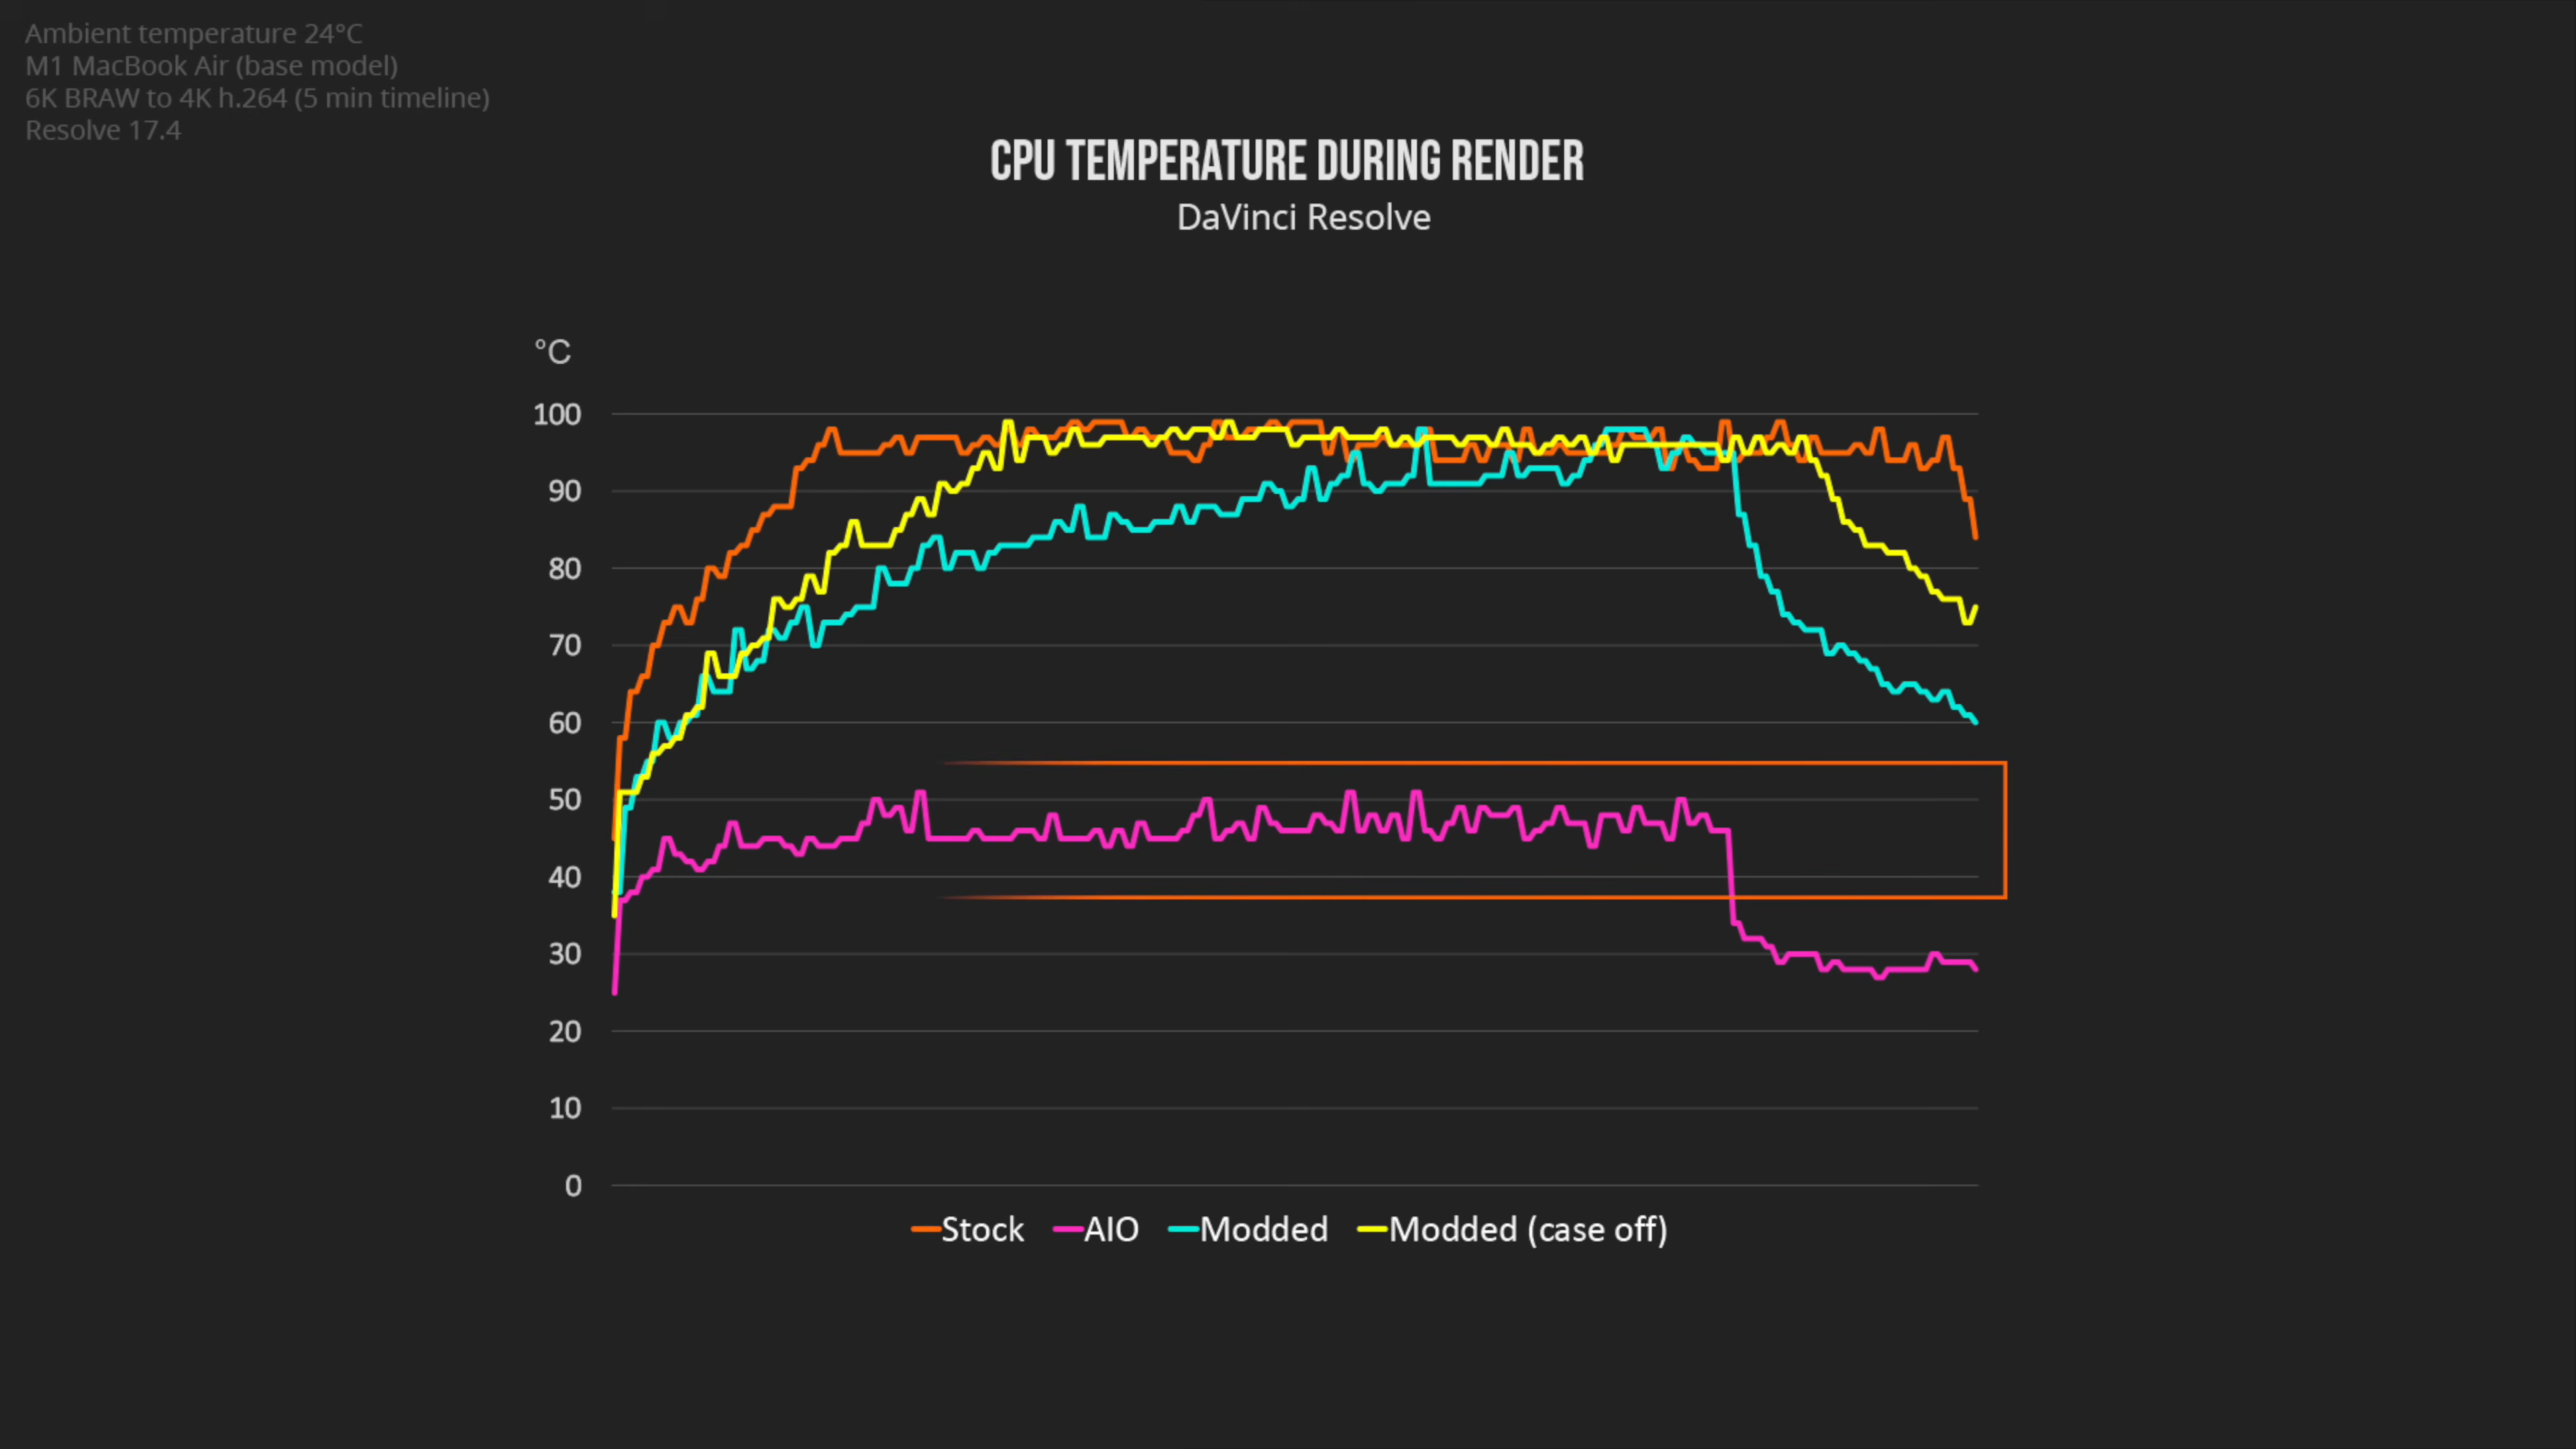 Ambient temperature 24°C
M1 MacBook Air (base model)
6K BRAW to 4K h.264 (5 min timeline)
Resolve 17.4
CPU TEMPERATURE DURING RENDER
DaVinci Resolve
°C
100
90
80
70
60
50
40
30
20
10
0
Stock AIO Modded Modded (case off)